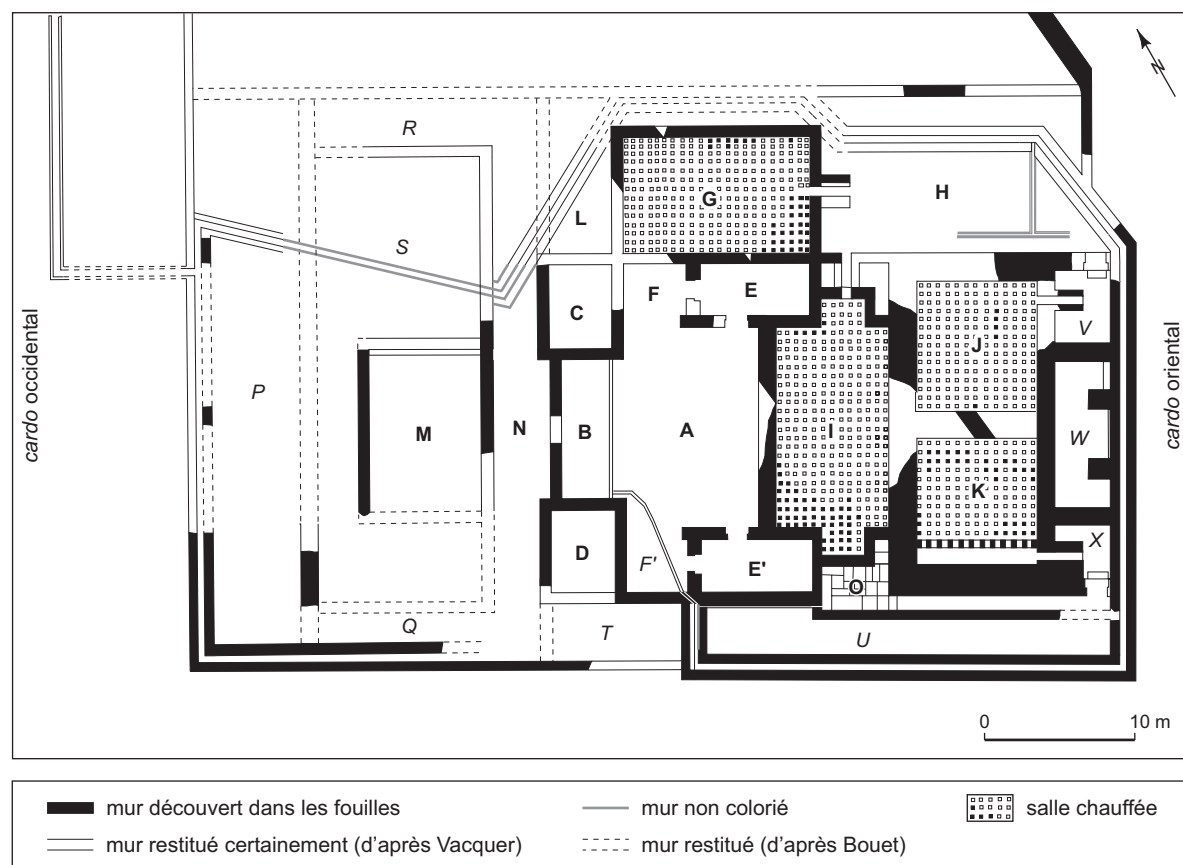 N
R
H
G
L
S
F
E
C
cardo occidental
cardo oriental
V
J
P
M
N
B
A
I
W
K
D
F'
E'
X
O
Q
T
U
0 10 m
mur découvert dans les fouilles
mur non colorié
salle chauffée
mur restitué certainement (d'après Vacquer)
mur restitué (d'après Bouet)